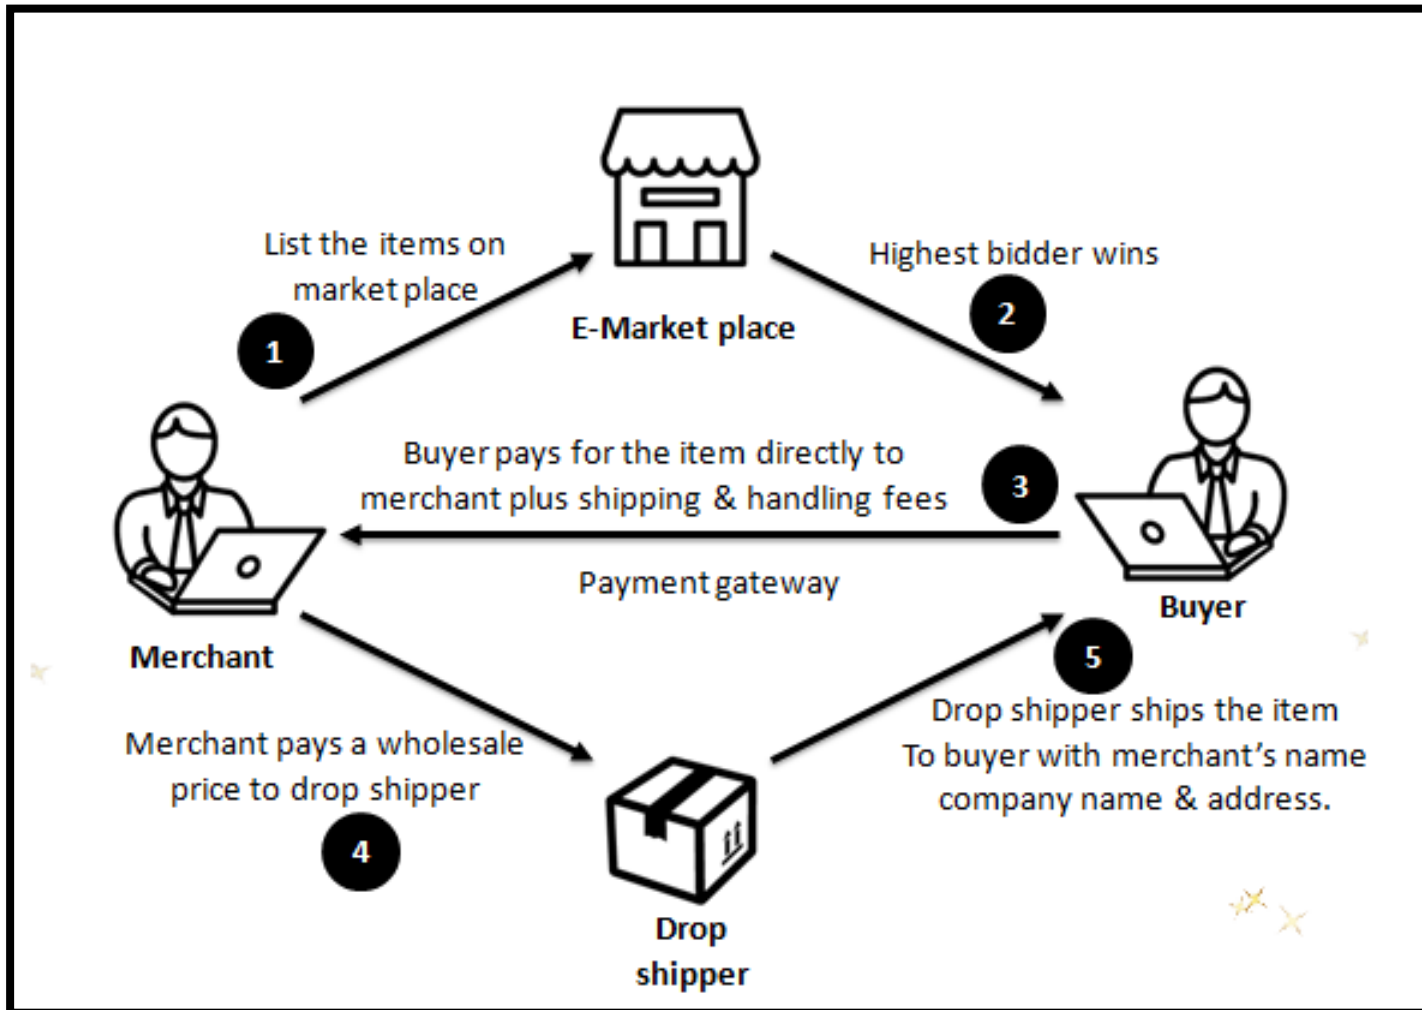 List the items on
market place
1
E-Market place
Highest bidder wins
2
Buyer pays for the item directly to
merchant plus shipping & handling fees
3
Payment gateway
Merchant
Buyer
Merchant pays a wholesale
price to drop shipper
4
5
Drop shipper ships the item
To buyer with merchant's name
company name & address.
Drop
shipper